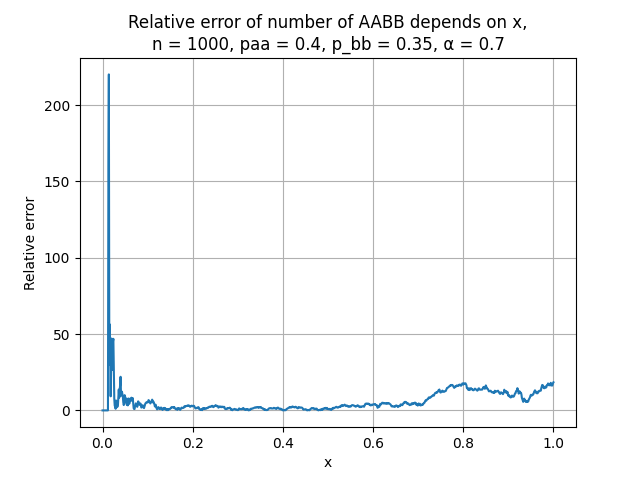 Relative error of number of AABB depends on x,
n = 1000, paa = 0.4, p_bb = 0.35, α = 0.7
Relative error
200
150
100
50
0
0.0 0.2 0.4 0.6 0.8 1.0
x